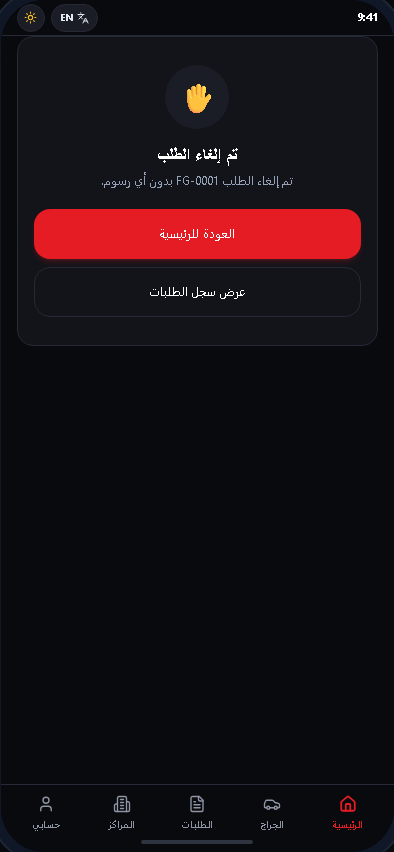 9:41
EN
تم إلغاء الطلب
تم إلغاء الطلب FG-0001 بدون أي رسوم.
العودة للرئيسية
عرض سجل الطلبات
الرئيسية
الجراج
الطلبات
المراكز
حسابي